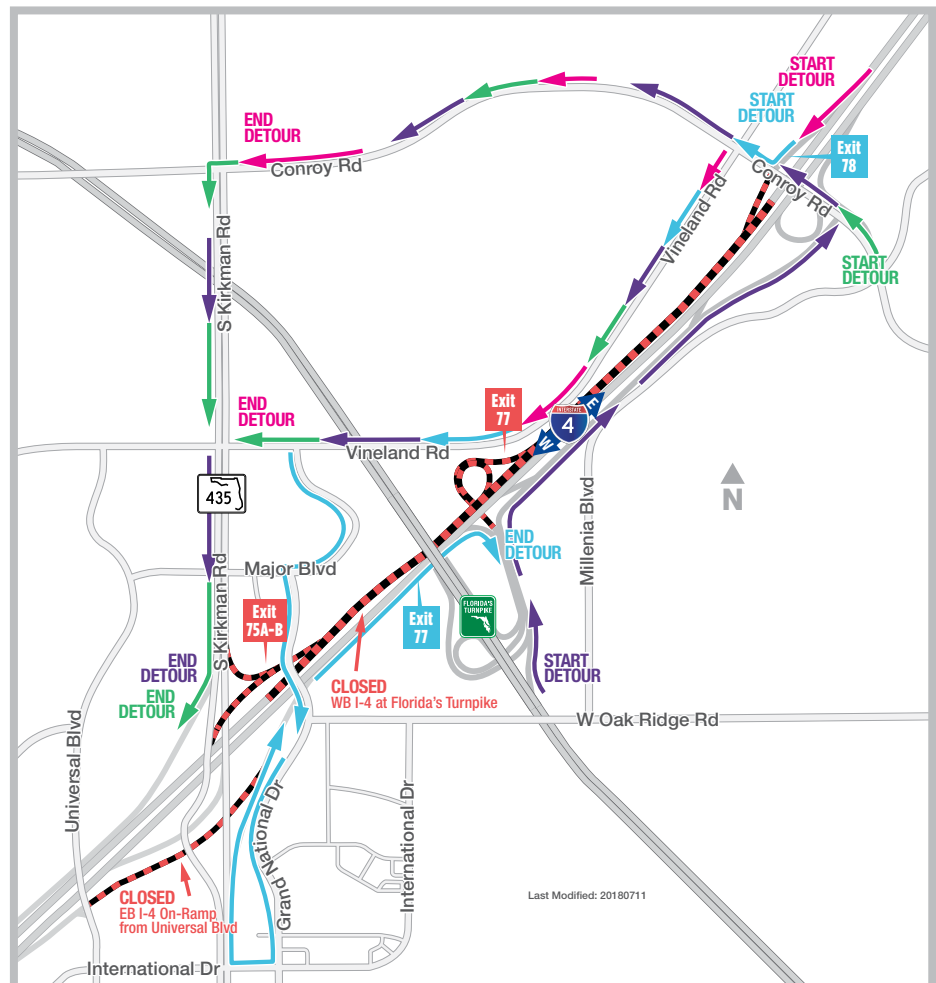 START
DETOUR
START
DETOUR
END
DETOUR
Exit
78
Conroy Rd
Conroy Rd
Vineland Rd
S Kirkman Rd
START
DETOUR
END
DETOUR
Exit
77
INTERSTATE
4
E
W
Vineland Rd
435
N
Millenia Blvd
END
DETOUR
Major Blvd
S Kirkman Rd
Exit
75A-B
Exit
77
FLORIDA'S
TURNPIKE
END
DETOUR
START
DETOUR
CLOSED
WB I-4 at Florida's Turnpike
END
DETOUR
W Oak Ridge Rd
Universal Blvd
Grand National Dr
International Dr
CLOSED
EB I-4 On-Ramp
from Universal Blvd
Last Modified: 20180711
International Dr